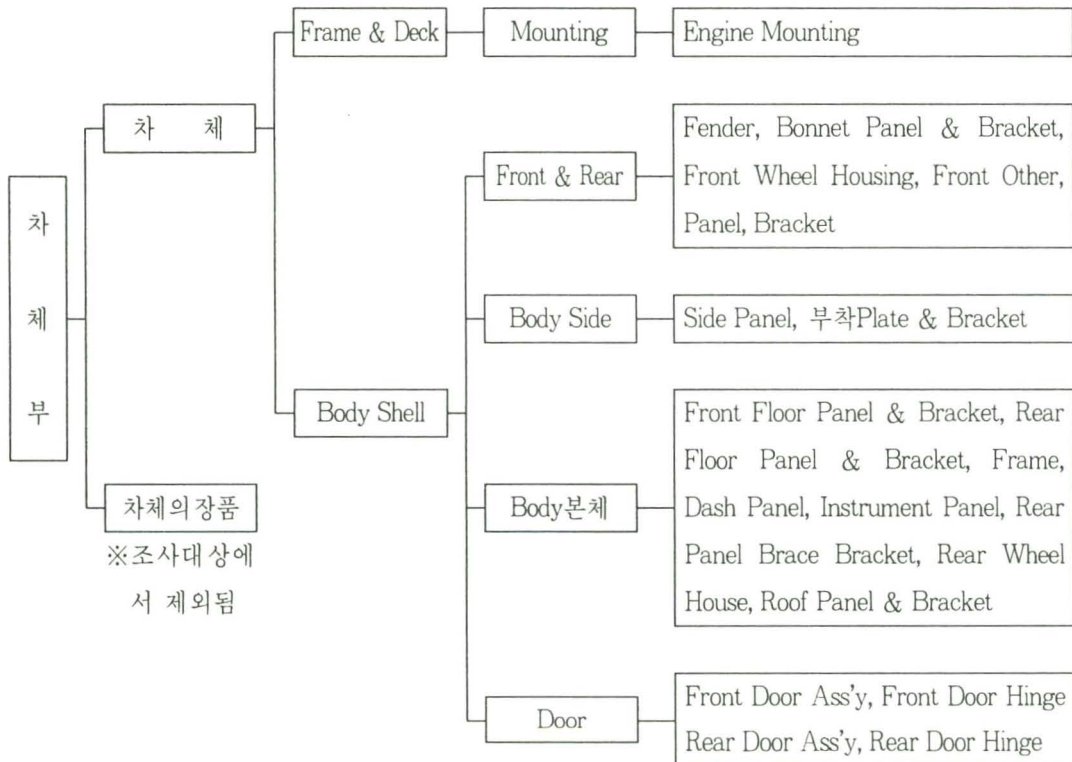 차체부
차 체
차체의장품
※조사대상에
서 제외됨
Frame & Deck
Mounting
Engine Mounting
Body Shell
Front & Rear
Fender, Bonnet Panel & Bracket,
Front Wheel Housing, Front Other,
Panel, Bracket
Body Side
Side Panel, 부착Plate & Bracket
Body본체
Front Floor Panel & Bracket, Rear
Floor Panel & Bracket, Frame,
Dash Panel, Instrument Panel, Rear
Panel Brace Bracket, Rear Wheel
House, Roof Panel & Bracket
Door
Front Door Ass'y, Front Door Hinge
Rear Door Ass'y, Rear Door Hinge